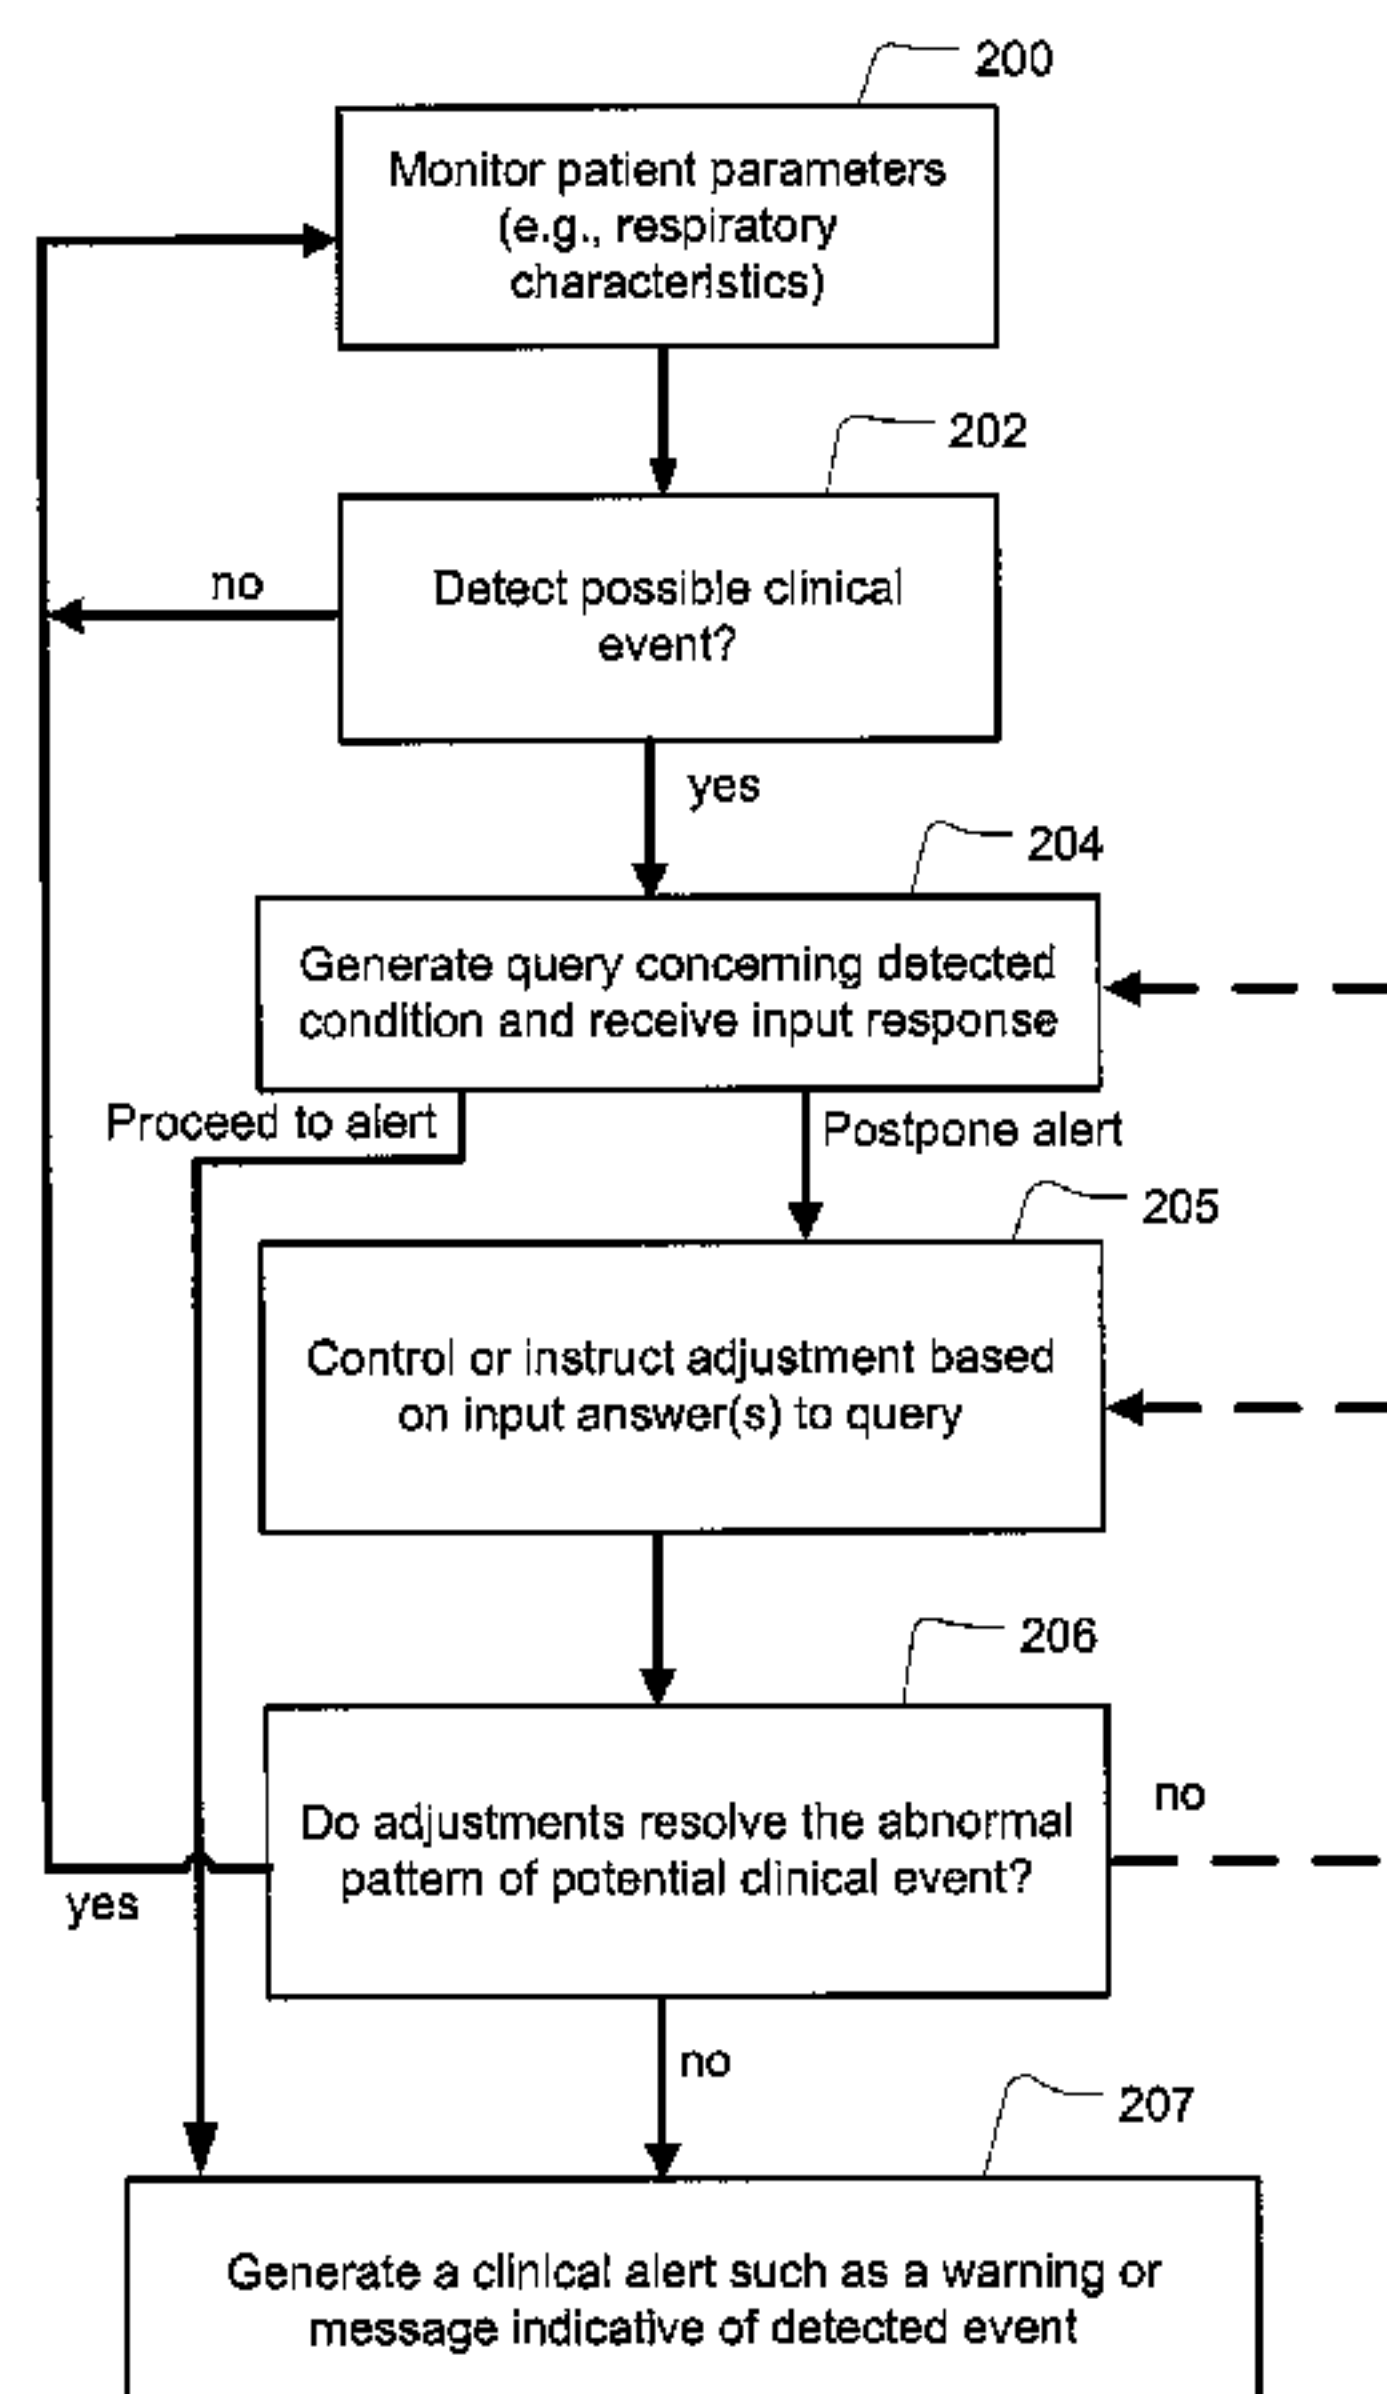 200
Monitor patient parameters
(e.g., respiratory
characteristics)
202
no
Detect possible clinical
event?
yes
204
Generate query concerning detected
condition and receive input response
Proceed to alert
Postpone alert
205
Control or instruct adjustment based
on input answer(s) to query
206
no
Do adjustments resolve the abnormal
pattern of potential clinical event?
yes
no
207
Generate a clinical alert such as a warning or
message indicative of detected event